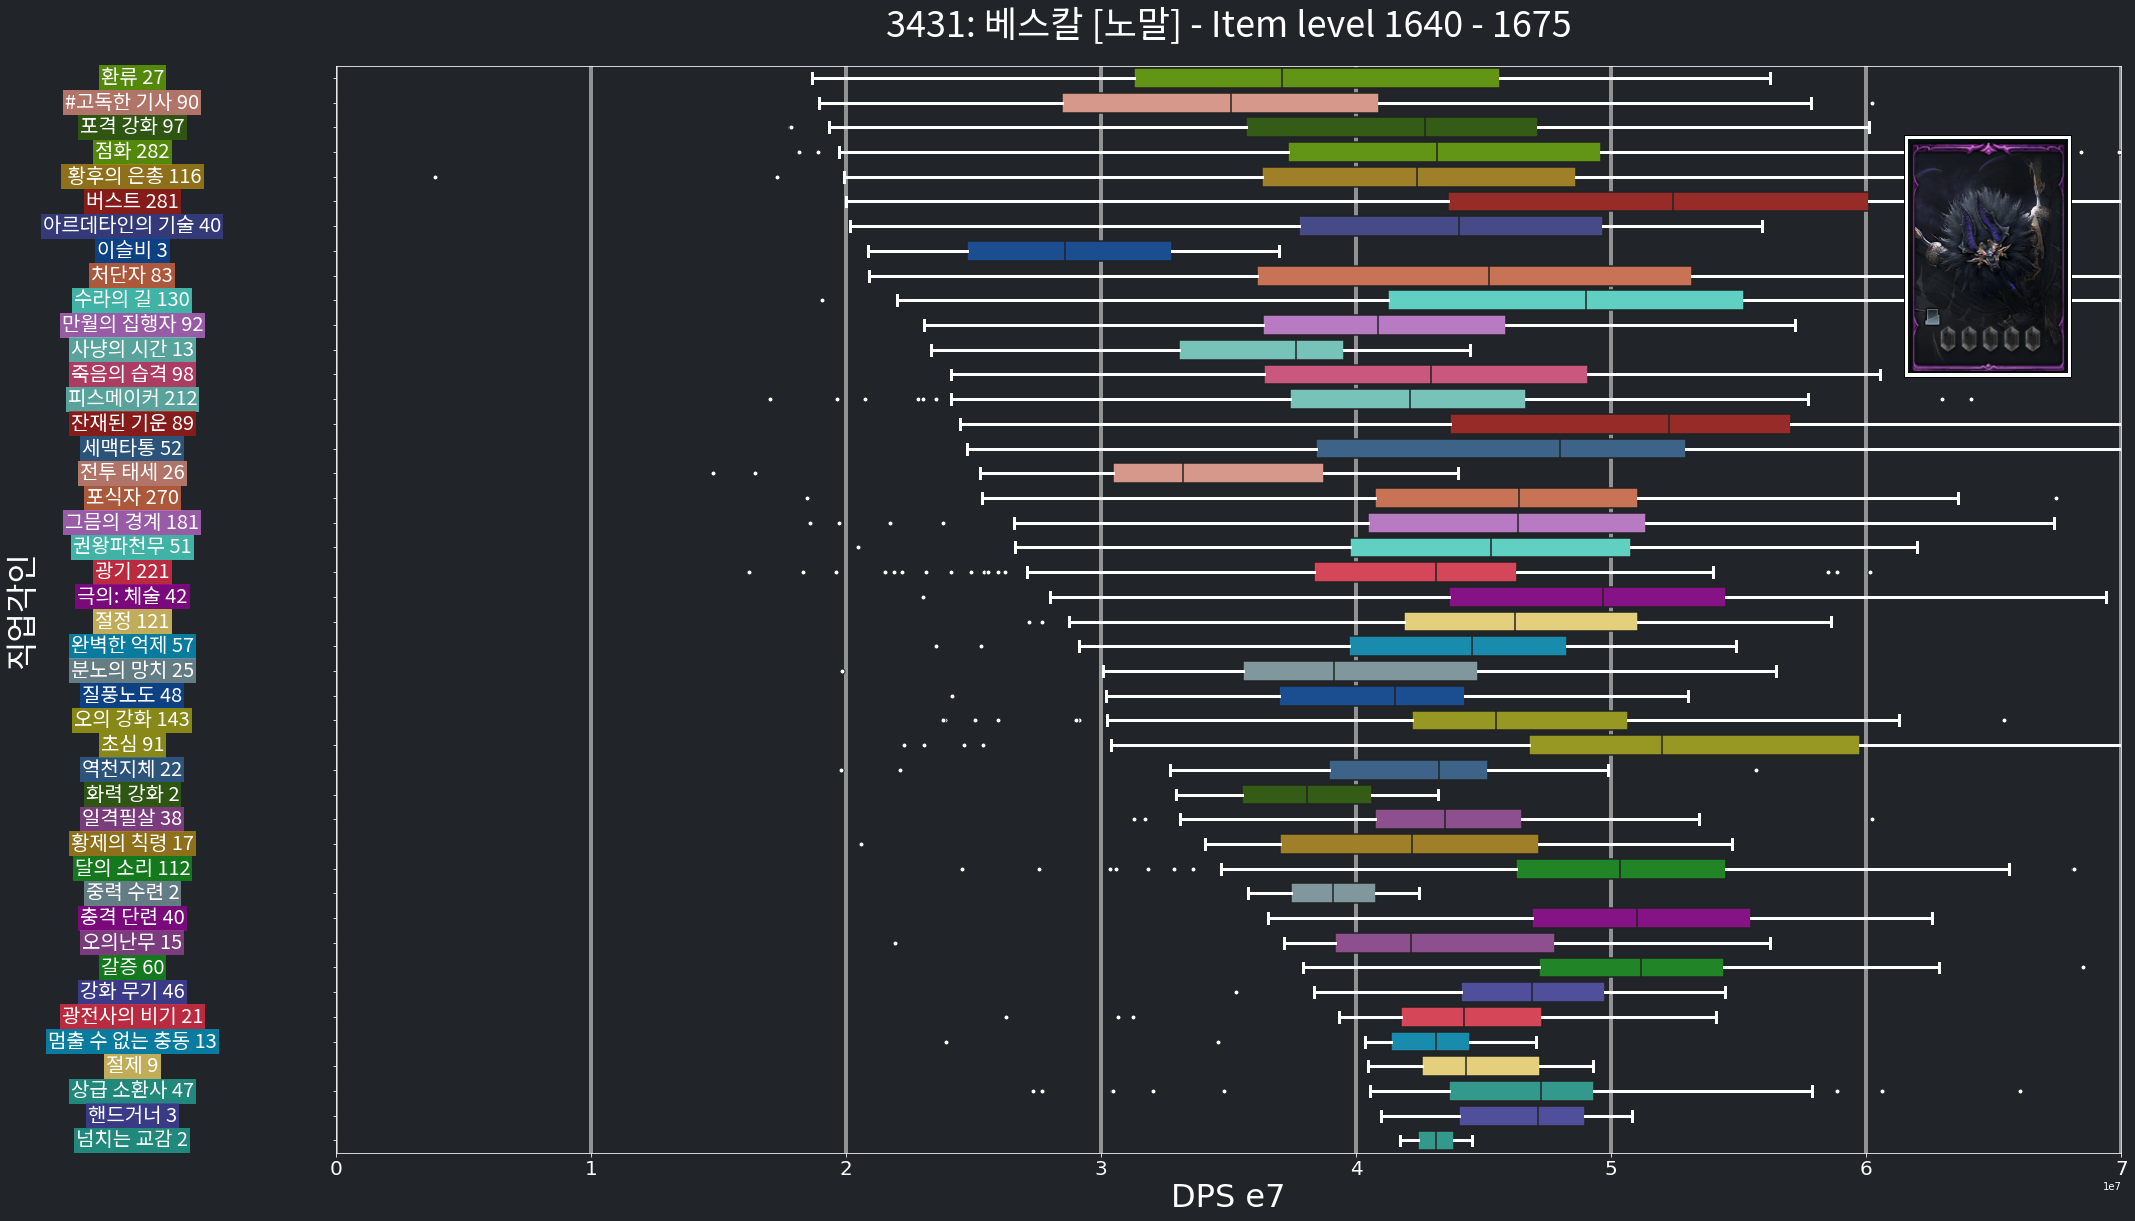 3431: 베스칼 [노말] - Item level 1640 - 1675
환류 27
#고독한 기사 90
포격 강화 97
점화 282
황후의 은총 116
버스트 281
아르데타인의 기술 40
이슬비 3
처단자 83
수라의 길 130
만월의 집행자 92
사냥의 시간 13
죽음의 습격 98
피스메이커 212
잔재된 기운 89
세맥타통 52
전투 태세 26
포식자 270
그믐의 경계 181
권왕파천무 51
광기 221
극의: 체술 42
절정 121
완벽한 억제 57
분노의 망치 25
질풍노도 48
오의 강화 143
초심 91
역천지체 22
화력 강화 2
일격필살 38
황제의 칙령 17
달의 소리 112
중력 수련 2
충격 단련 40
오의난무 15
갈증 60
강화 무기 46
광전사의 비기 21
멈출 수 없는 충동 13
절제 9
상급 소환사 47
핸드거너 3
넘치는 교감 2
직업각인
0 1 2 3 4 5 6 7
1e7
DPS e7